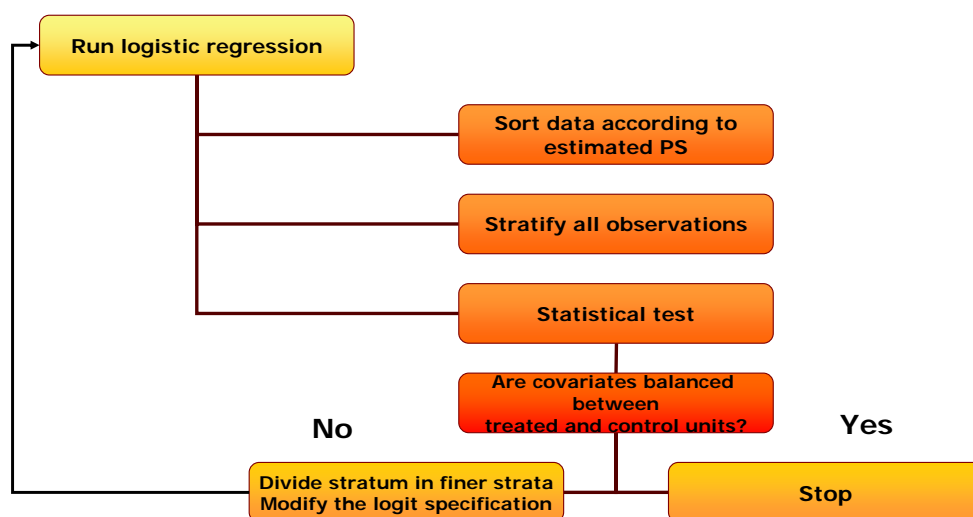 Run logistic regression
Sort data according to
estimated PS
Stratify all observations
Statistical test
Are covariates balanced
between
treated and control units?
No
Yes
Divide stratum in finer strata
Modify the logit specification
Stop